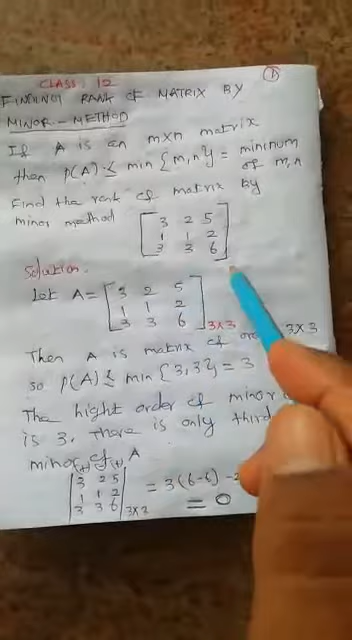 CLASS: 12
①
FINDING RANK OF MATRIX BY
MINOR-METHOD
If A is an m×n matrix
then ρ(A) ≤ min {m,n} = minimum of m,n
Find the rank of matrix by
minor method [3 2 5
1 1 2
3 3 6]
Solution.
Let A = [3 2 5
1 1 2
3 3 6] 3×3
Then A is matrix of 3×3
so ρ(A) ≤ min {3,3} = 3
The hight order of minor
is 3. There is only third
minor of A
(+) (-) (+)
|3 2 5
1 1 2
3 3 6| 3×3 = 3(6-6) -2
= 0